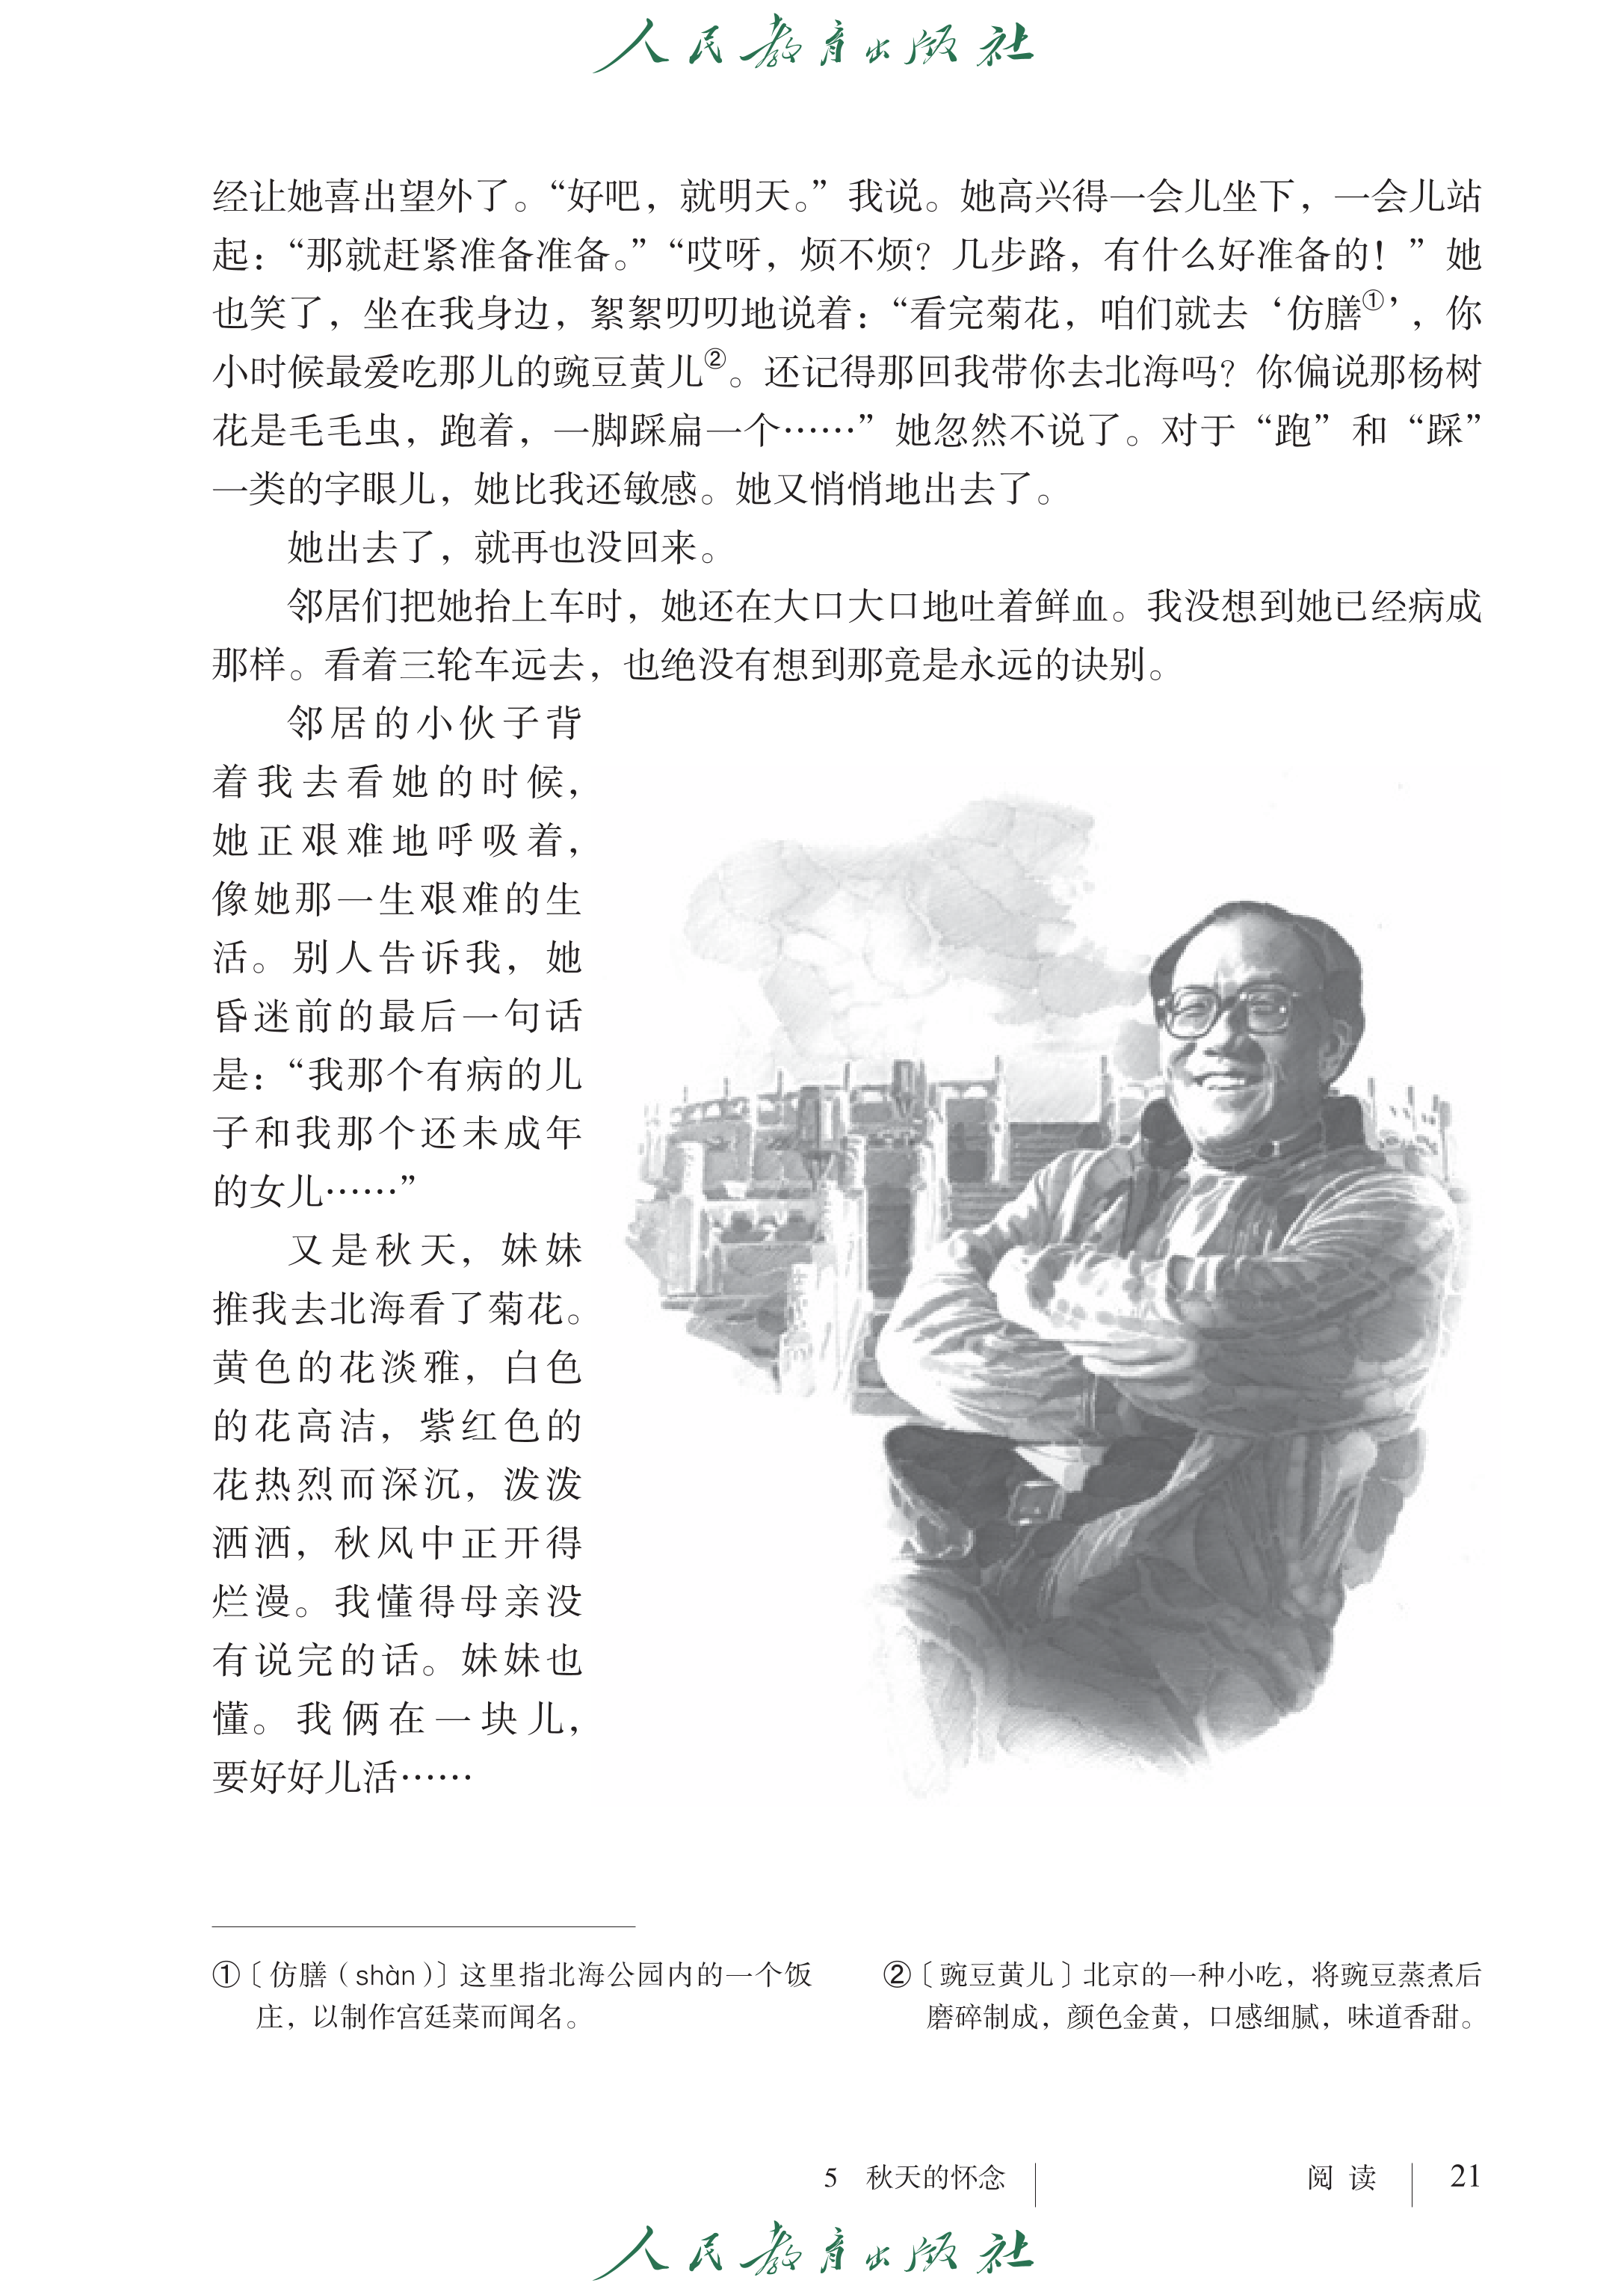 人民教育出版社
经让她喜出望外了。“好吧，就明天。”我说。她高兴得一会儿坐下，一会儿站
起：“那就赶紧准备准备。”“哎呀，烦不烦？几步路，有什么好准备的！”她
也笑了，坐在我身边，絮絮叨叨地说着：“看完菊花，咱们就去‘仿膳①’，你
小时候最爱吃那儿的豌豆黄儿②。还记得那回我带你去北海吗？你偏说那杨树
花是毛毛虫，跑着，一脚踩扁一个……”她忽然不说了。对于“跑”和“踩”
一类的字眼儿，她比我还敏感。她又悄悄地出去了。
她出去了，就再也没回来。
邻居们把她抬上车时，她还在大口大口地吐着鲜血。我没想到她已经病成
那样。看着三轮车远去，也绝没有想到那竟是永远的诀别。
邻居的小伙子背
着我去看她的时候，
她正艰难地呼吸着，
像她那一生艰难的生
活。别人告诉我，她
昏迷前的最后一句话
是：“我那个有病的儿
子和我那个还未成年
的女儿……”
又是秋天，妹妹
推我去北海看了菊花。
黄色的花淡雅，白色
的花高洁，紫红色的
花热烈而深沉，泼泼
洒洒，秋风中正开得
烂漫。我懂得母亲没
有说完的话。妹妹也
懂。我俩在一块儿，
要好好儿活……
①〔仿膳（shàn）〕这里指北海公园内的一个饭
庄，以制作宫廷菜而闻名。
②〔豌豆黄儿〕北京的一种小吃，将豌豆蒸煮后
磨碎制成，颜色金黄，口感细腻，味道香甜。
5 秋天的怀念 阅读 21
人民教育出版社